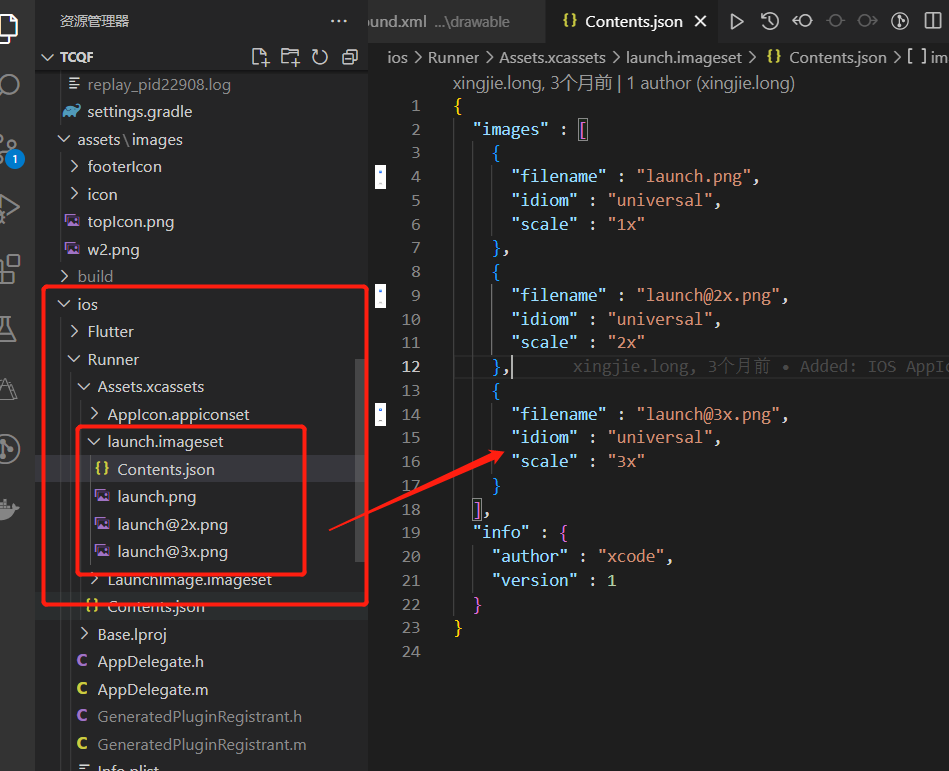 资源管理器
TCQF
replay_pid22908.log
settings.gradle
assets\images
footerIcon
icon
topIcon.png
w2.png
build
ios
Flutter
Runner
Assets.xcassets
AppIcon.appiconset
launch.imageset
Contents.json
launch.png
launch@2x.png
launch@3x.png
LaunchImage.imageset
Contents.json
Base.lproj
AppDelegate.h
AppDelegate.m
GeneratedPluginRegistrant.h
GeneratedPluginRegistrant.m
Info.plist
1
ound.xml ...\drawable
{} Contents.json
ios > Runner > Assets.xcassets > launch.imageset > {} Contents.json > [ ] im
xingjie.long, 3个月前 | 1 author (xingjie.long)
1 {
2 "images" : [
3 {
4 "filename" : "launch.png",
5 "idiom" : "universal",
6 "scale" : "1x"
7 },
8 {
9 "filename" : "launch@2x.png",
10 "idiom" : "universal",
11 "scale" : "2x"
12 }, xingjie.long, 3个月前 • Added: IOS AppIc
13 {
14 "filename" : "launch@3x.png",
15 "idiom" : "universal",
16 "scale" : "3x"
17 }
18 ],
19 "info" : {
20 "author" : "xcode",
21 "version" : 1
22 }
23 }
24